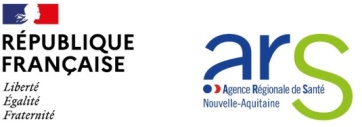 RÉPUBLIQUE
FRANÇAISE
Liberté
Égalité
Fraternité
ars
Agence Régionale de Santé
Nouvelle-Aquitaine